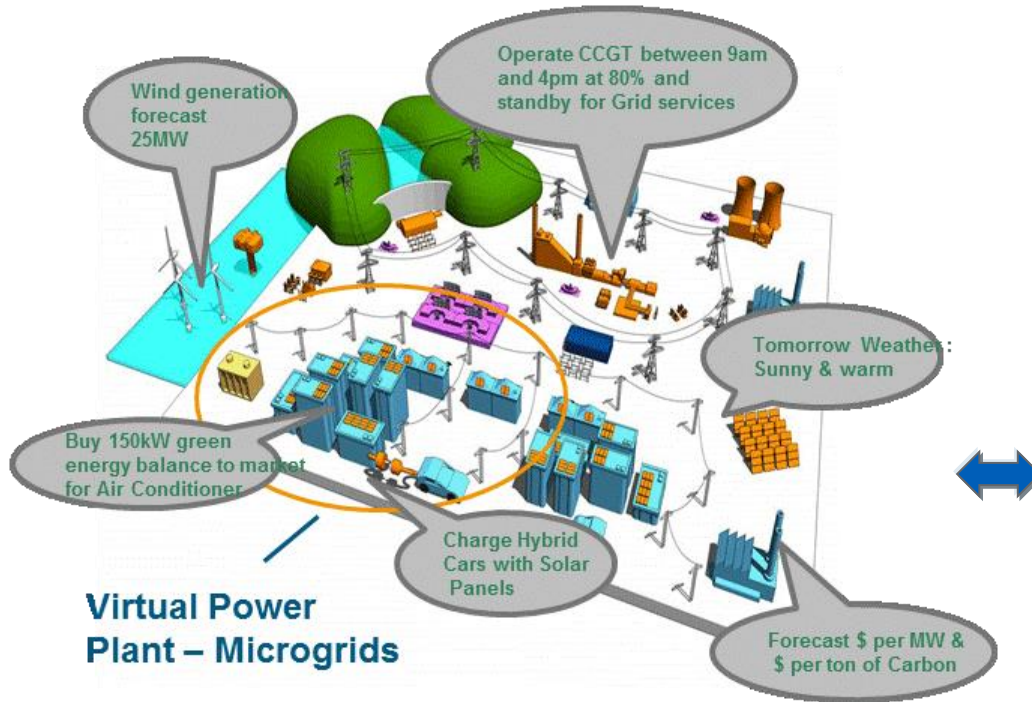 Operate CCGT between 9am
and 4pm at 80% and
standby for Grid services
Wind generation
forecast
25MW
Tomorrow Weather :
Sunny & warm
Buy 150kW green
energy balance to market
for Air Conditioner
Charge Hybrid
Cars with Solar
Panels
Virtual Power
Plant – Microgrids
Forecast $ per MW &
$ per ton of Carbon